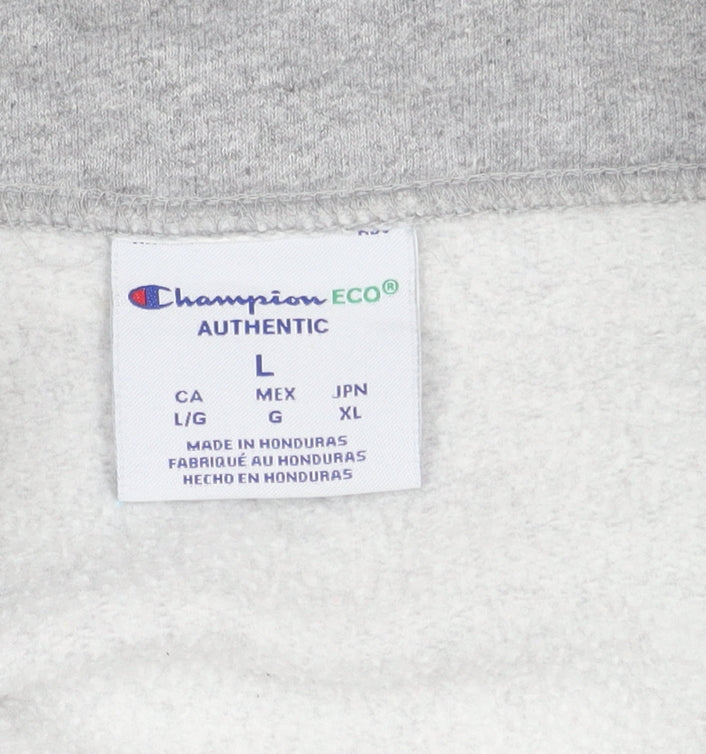 Champion ECO®
AUTHENTIC
L
CA MEX JPN
L/G G XL
MADE IN HONDURAS
FABRIQUÉ AU HONDURAS
HECHO EN HONDURAS